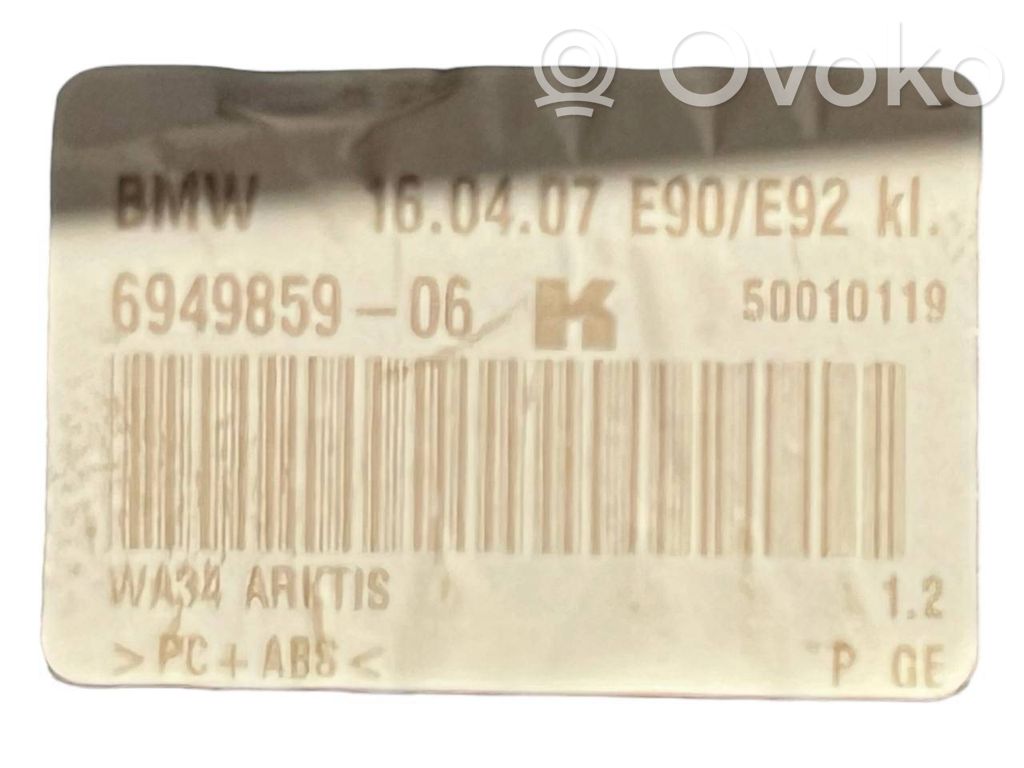 Ovoko
BMW 16.04.07 E90/E92 kl.
6949859-06 K 50010119
WA34 ARKTIS 1.2
>PC+ABS< P GE